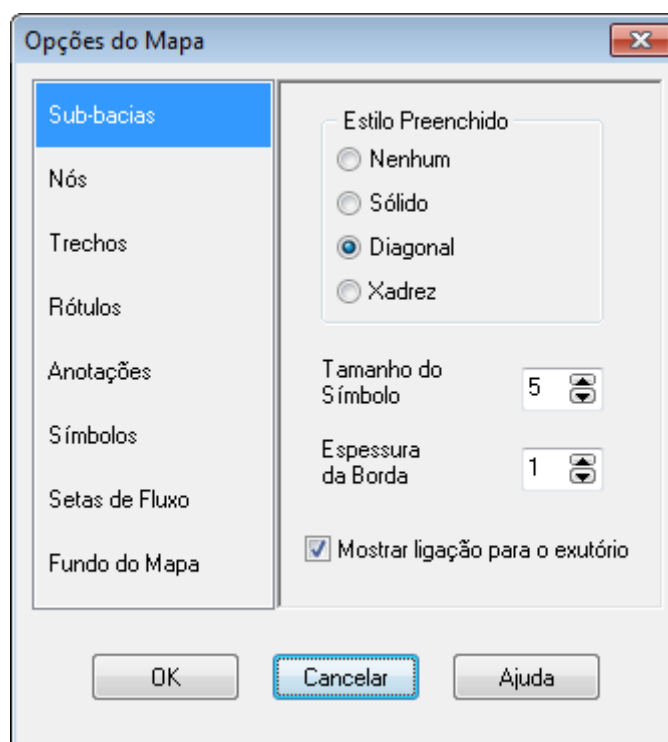 Opções do Mapa
Sub-bacias
Nós
Trechos
Rótulos
Anotações
Símbolos
Setas de Fluxo
Fundo do Mapa
Estilo Preenchido
Nenhum
Sólido
Diagonal
Xadrez
Tamanho do
Símbolo
5
Espessura
da Borda
1
Mostrar ligação para o exutório
OK
Cancelar
Ajuda